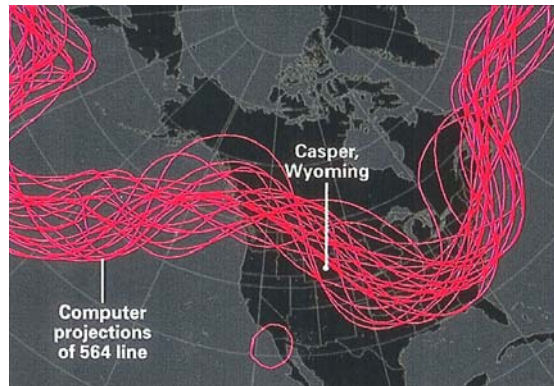 Casper,
Wyoming
Computer
projections
of 564 line